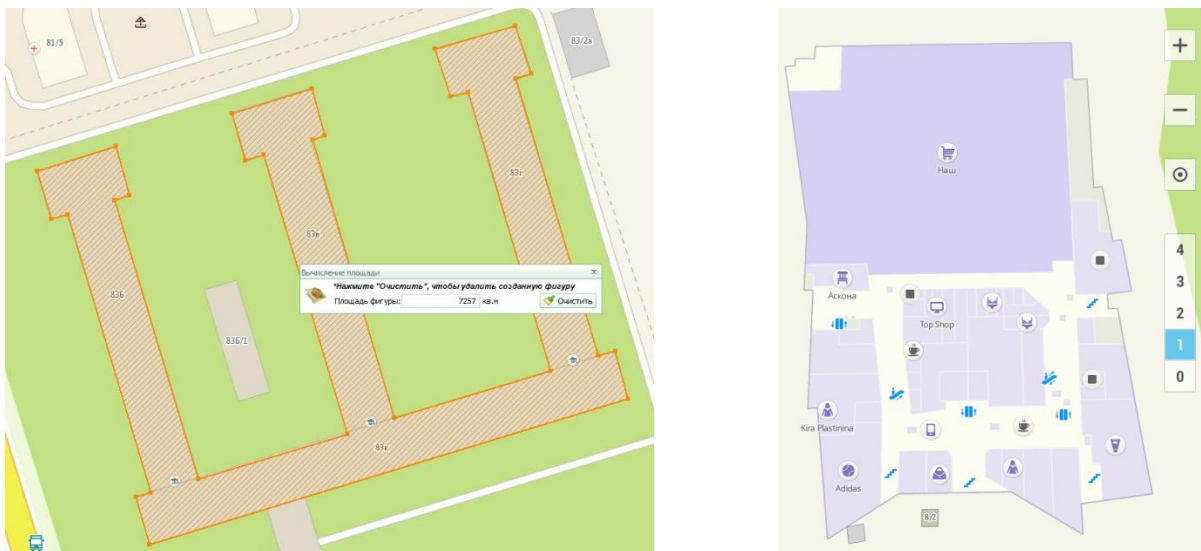 81/5
83/2а
83г
83в
83б
83б/1
83к
Вычисление площади
*Нажмите "Очистить", чтобы удалить созданную фигуру
Площадь фигуры: 7257 кв.м Очистить
Наш
Аскона
Top Shop
Kira Plastinina
Adidas
8/2
+
−
4
3
2
1
0